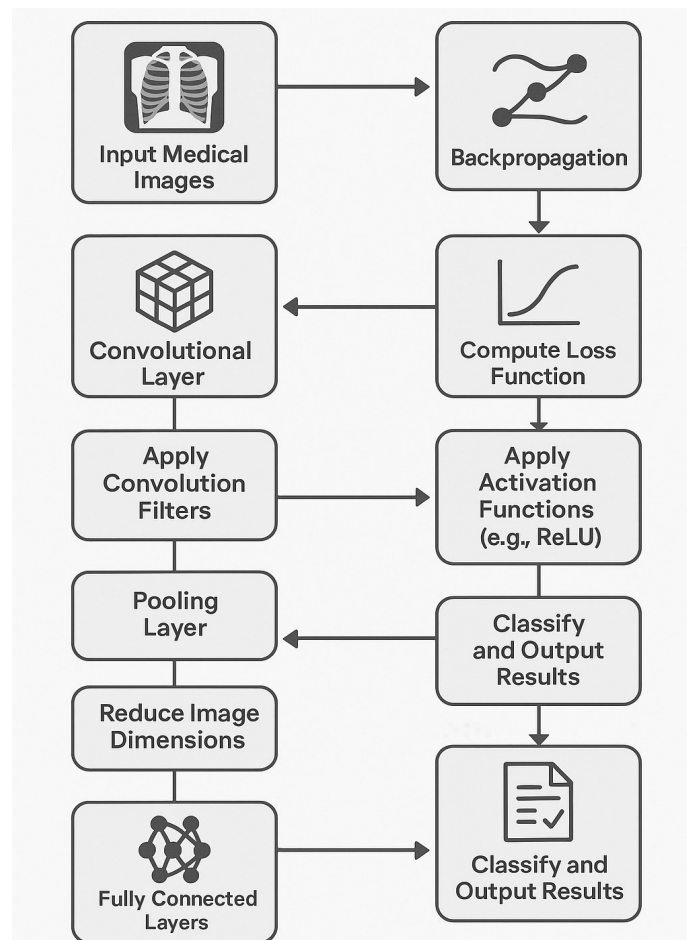 Input Medical
Images
Backpropagation
Convolutional
Layer
Compute Loss
Function
Apply
Convolution
Filters
Apply
Activation
Functions
(e.g., ReLU)
Pooling
Layer
Classify
and Output
Results
Reduce Image
Dimensions
Fully Connected
Layers
Classify and
Output Results